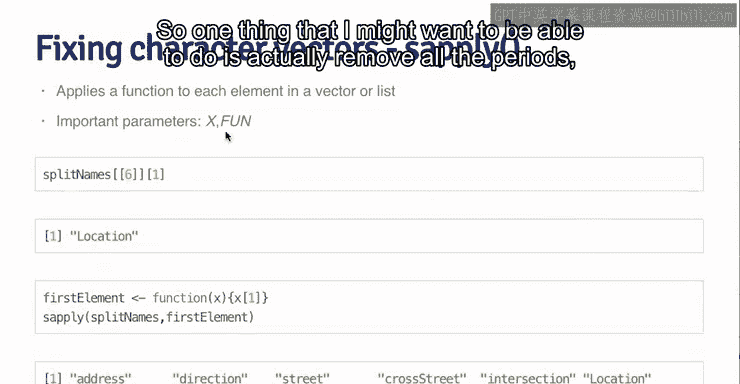 Fixing character vectors - sapply()
So one thing that I might want to be able
to do is actually remove all the periods,
· Applies a function to each element in a vector or list
· Important parameters: X,FUN
splitNames[[6]][1]
[1] "Location"
firstElement <- function(x){x[1]}
sapply(splitNames,firstElement)
[1] "address" "direction" "street" "crossStreet" "intersection" "Location"